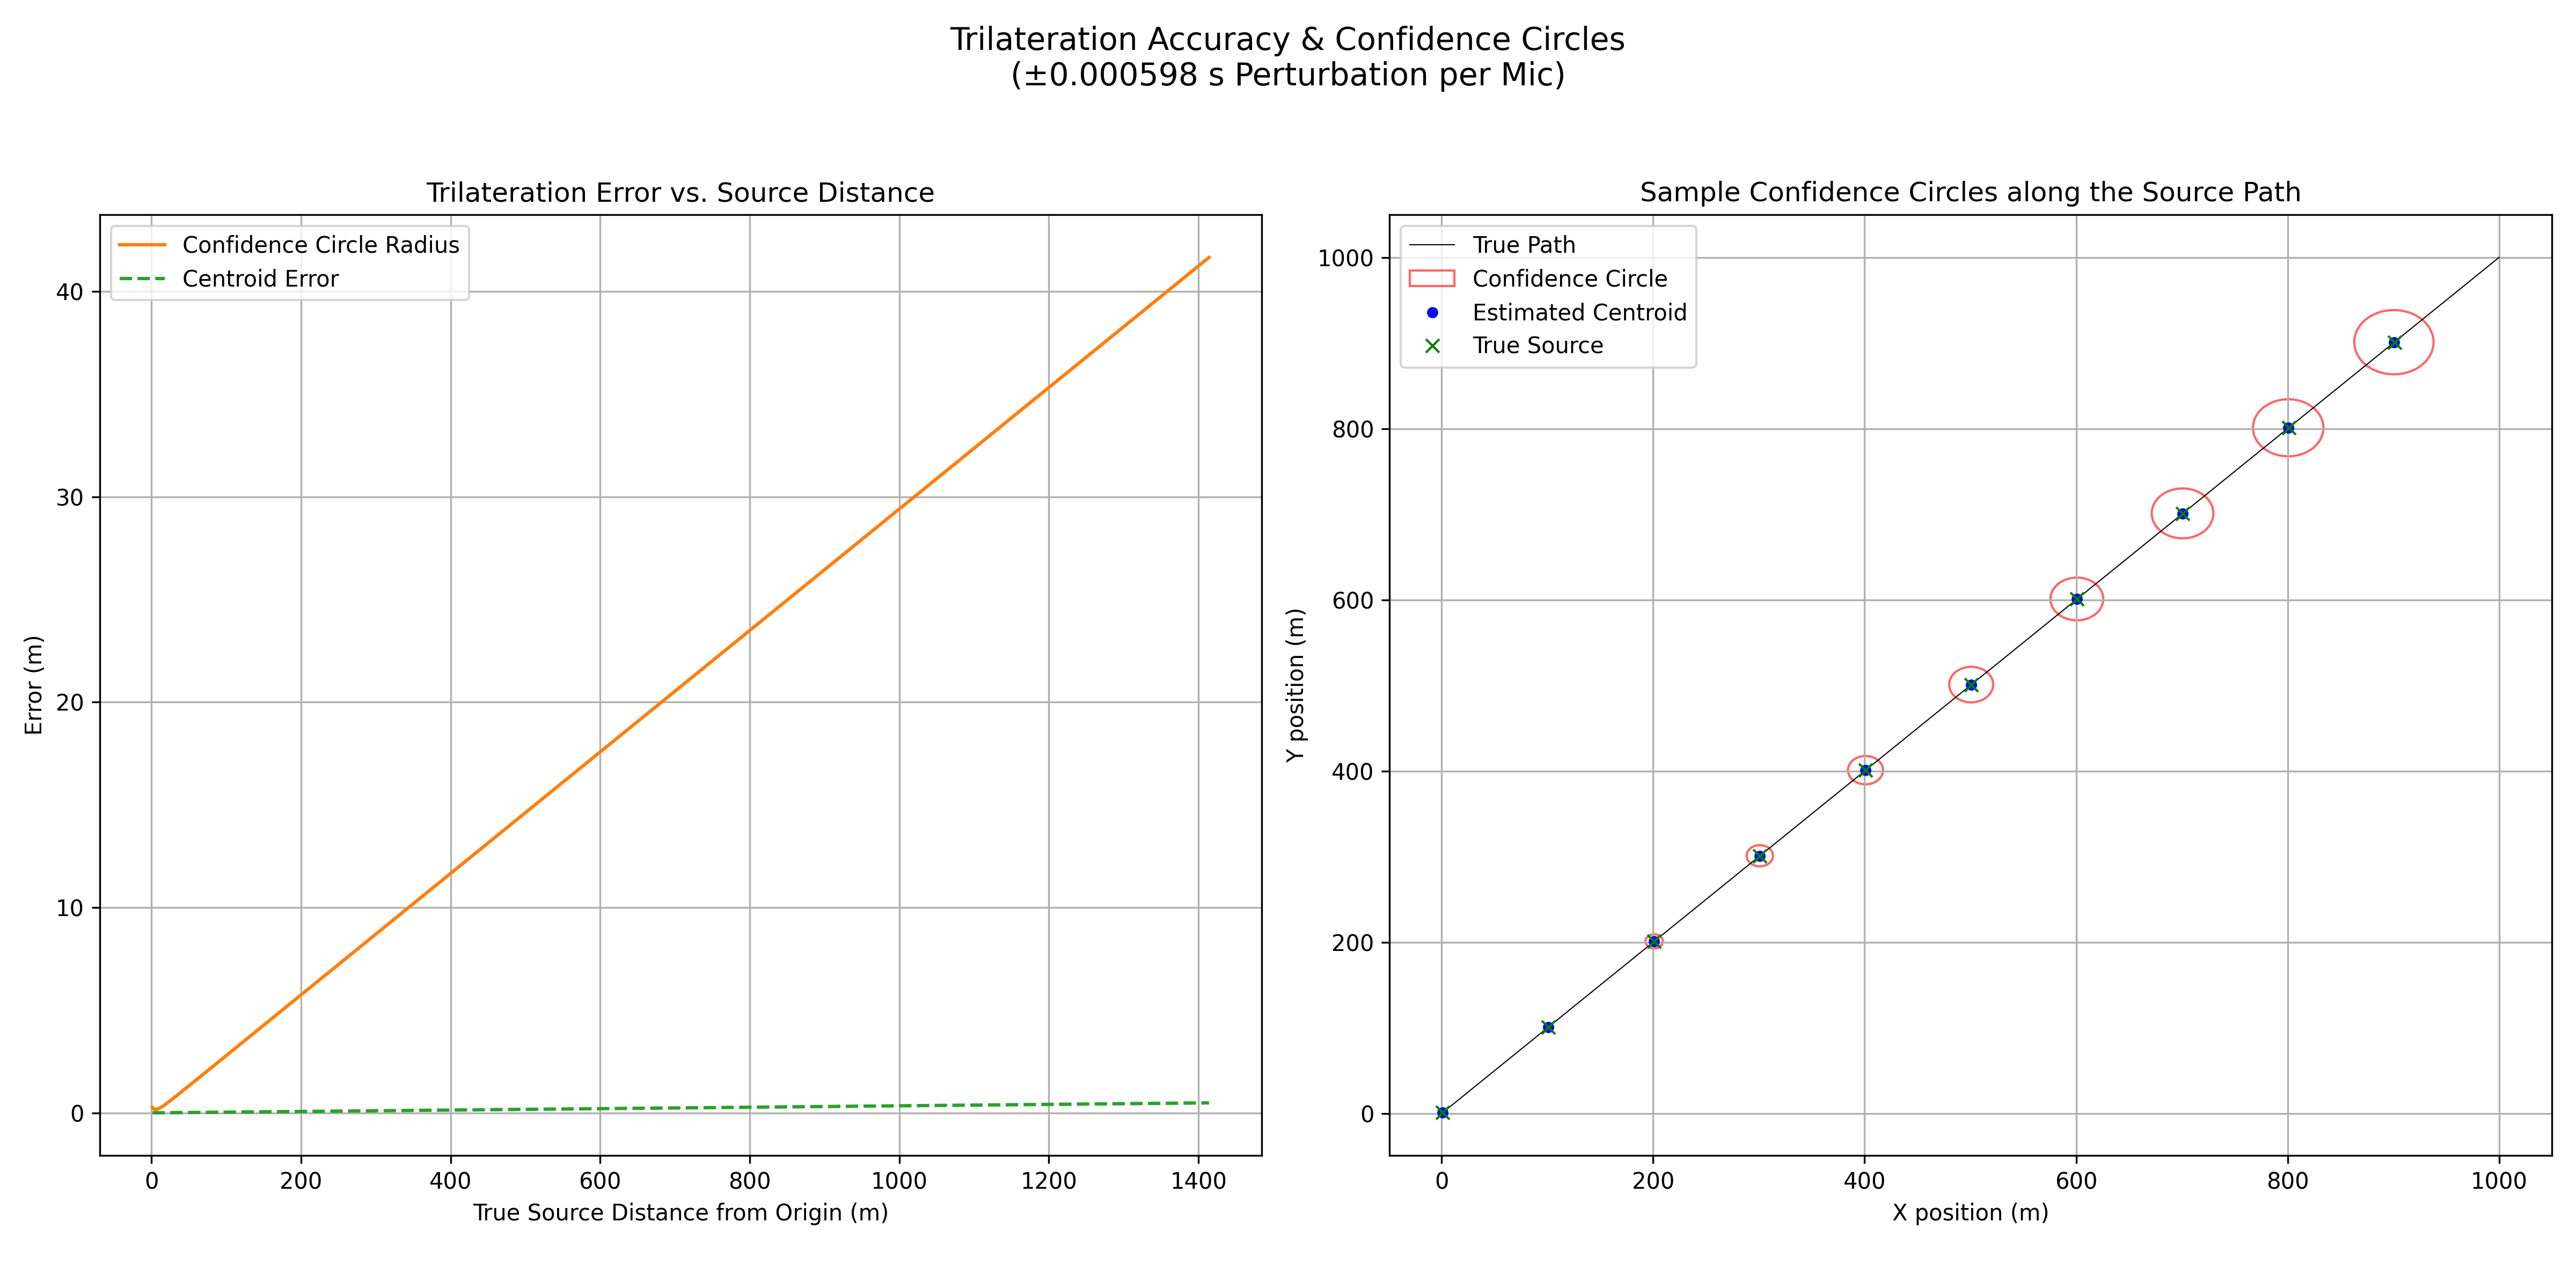 Trilateration Accuracy & Confidence Circles
(±0.000598 s Perturbation per Mic)
Trilateration Error vs. Source Distance
Confidence Circle Radius
Centroid Error
40
30
20
10
0
Error (m)
0 200 400 600 800 1000 1200 1400
True Source Distance from Origin (m)
Sample Confidence Circles along the Source Path
True Path
Confidence Circle
Estimated Centroid
True Source
1000
800
600
400
200
0
Y position (m)
0 200 400 600 800 1000
X position (m)